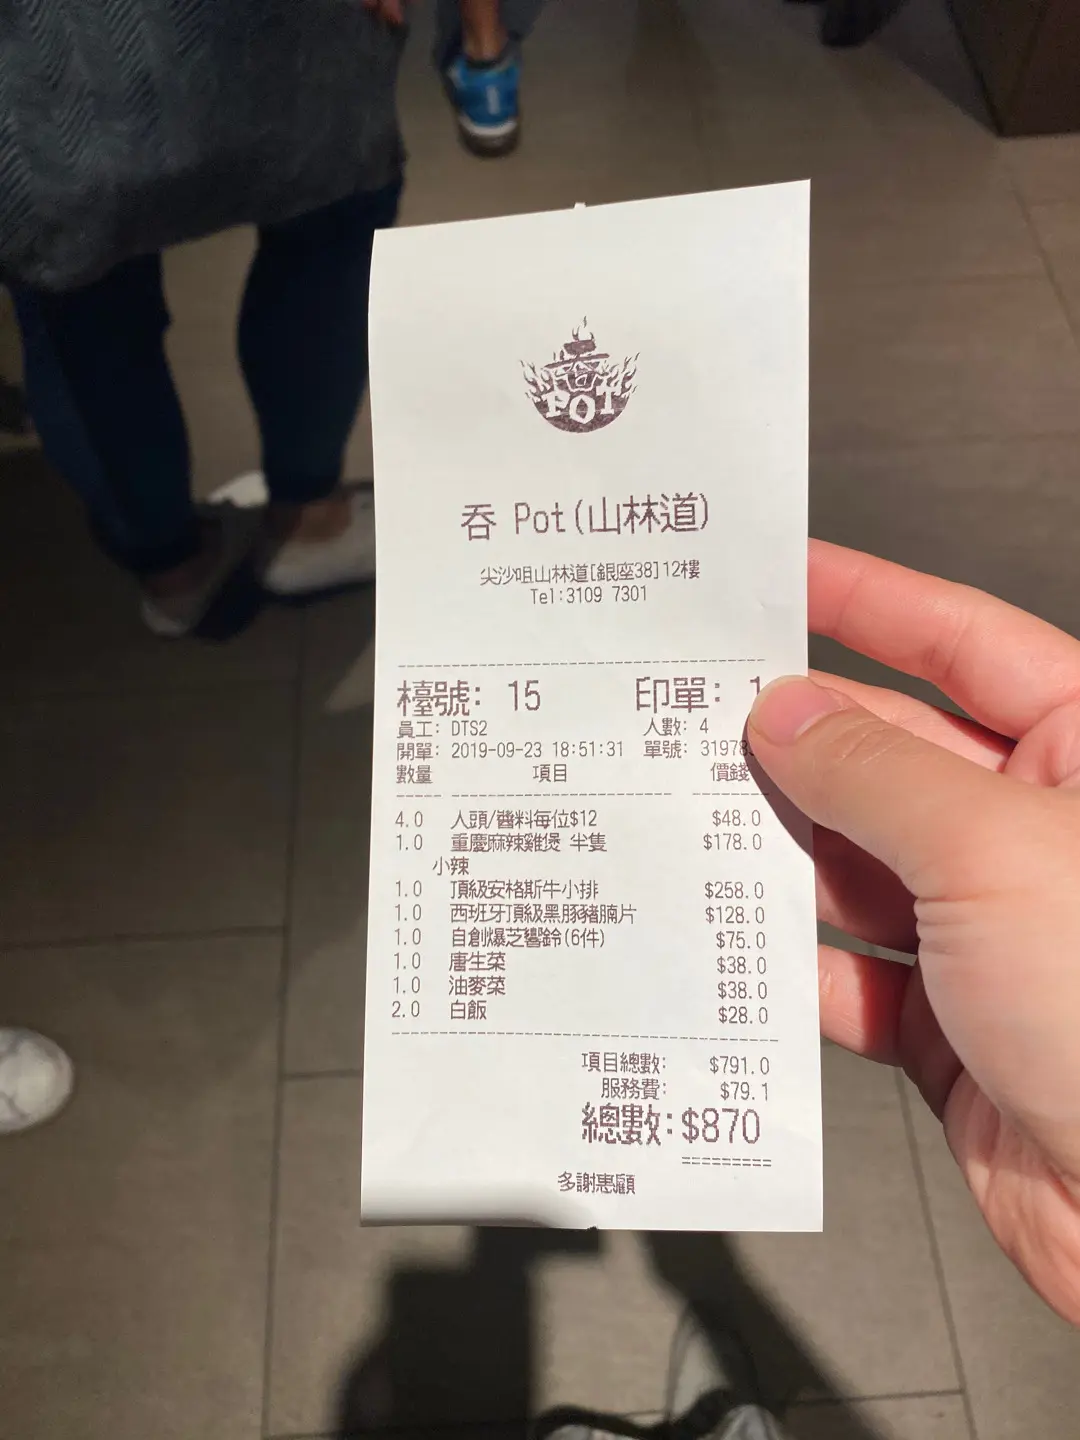 吞
POT
吞 Pot(山林道)
尖沙咀山林道[銀座38]12樓
Tel:3109 7301
檯號: 15 印單: 1
員工: DTS2 人數: 4
開單: 2019-09-23 18:51:31 單號: 319785
數量 項目 價錢
4.0 人頭/醬料每位$12 $48.0
1.0 重慶麻辣雞煲 半隻 $178.0
小辣
1.0 頂級安格斯牛小排 $258.0
1.0 西班牙頂級黑豚豬腩片 $128.0
1.0 自創爆芝響鈴(6件) $75.0
1.0 唐生菜 $38.0
1.0 油麥菜 $38.0
2.0 白飯 $28.0
項目總數: $791.0
服務費: $79.1
總數:$870
=========
多謝惠顧